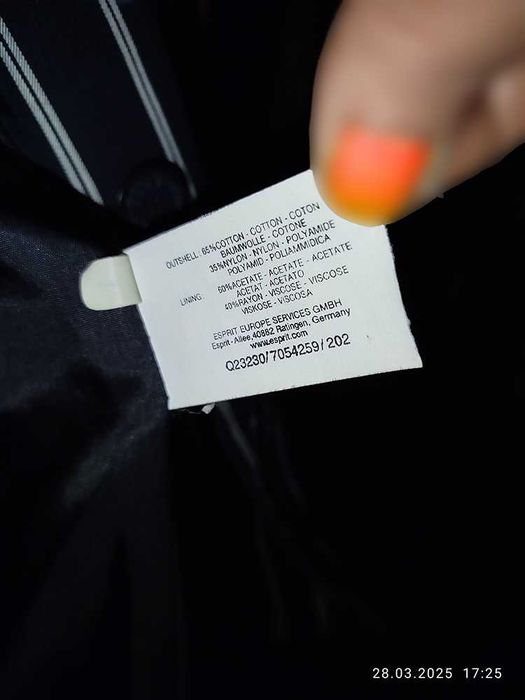 OUTSHELL: 65%COTTON - COTTON - COTON
BAUMWOLLE - COTONE
35%NYLON - NYLON - POLYAMIDE
POLYAMID - POLIAMMIDICA
LINING: 60%ACETATE - ACETATE - ACETATE
ACETAT - ACETATO
40%RAYON - VISCOSE - VISCOSE
VISKOSE - VISCOSA
ESPRIT EUROPE SERVICES GMBH
Esprit-Allee, 40882 Ratingen, Germany
www.esprit.com
Q23230/7054259/202
28.03.2025 17:25